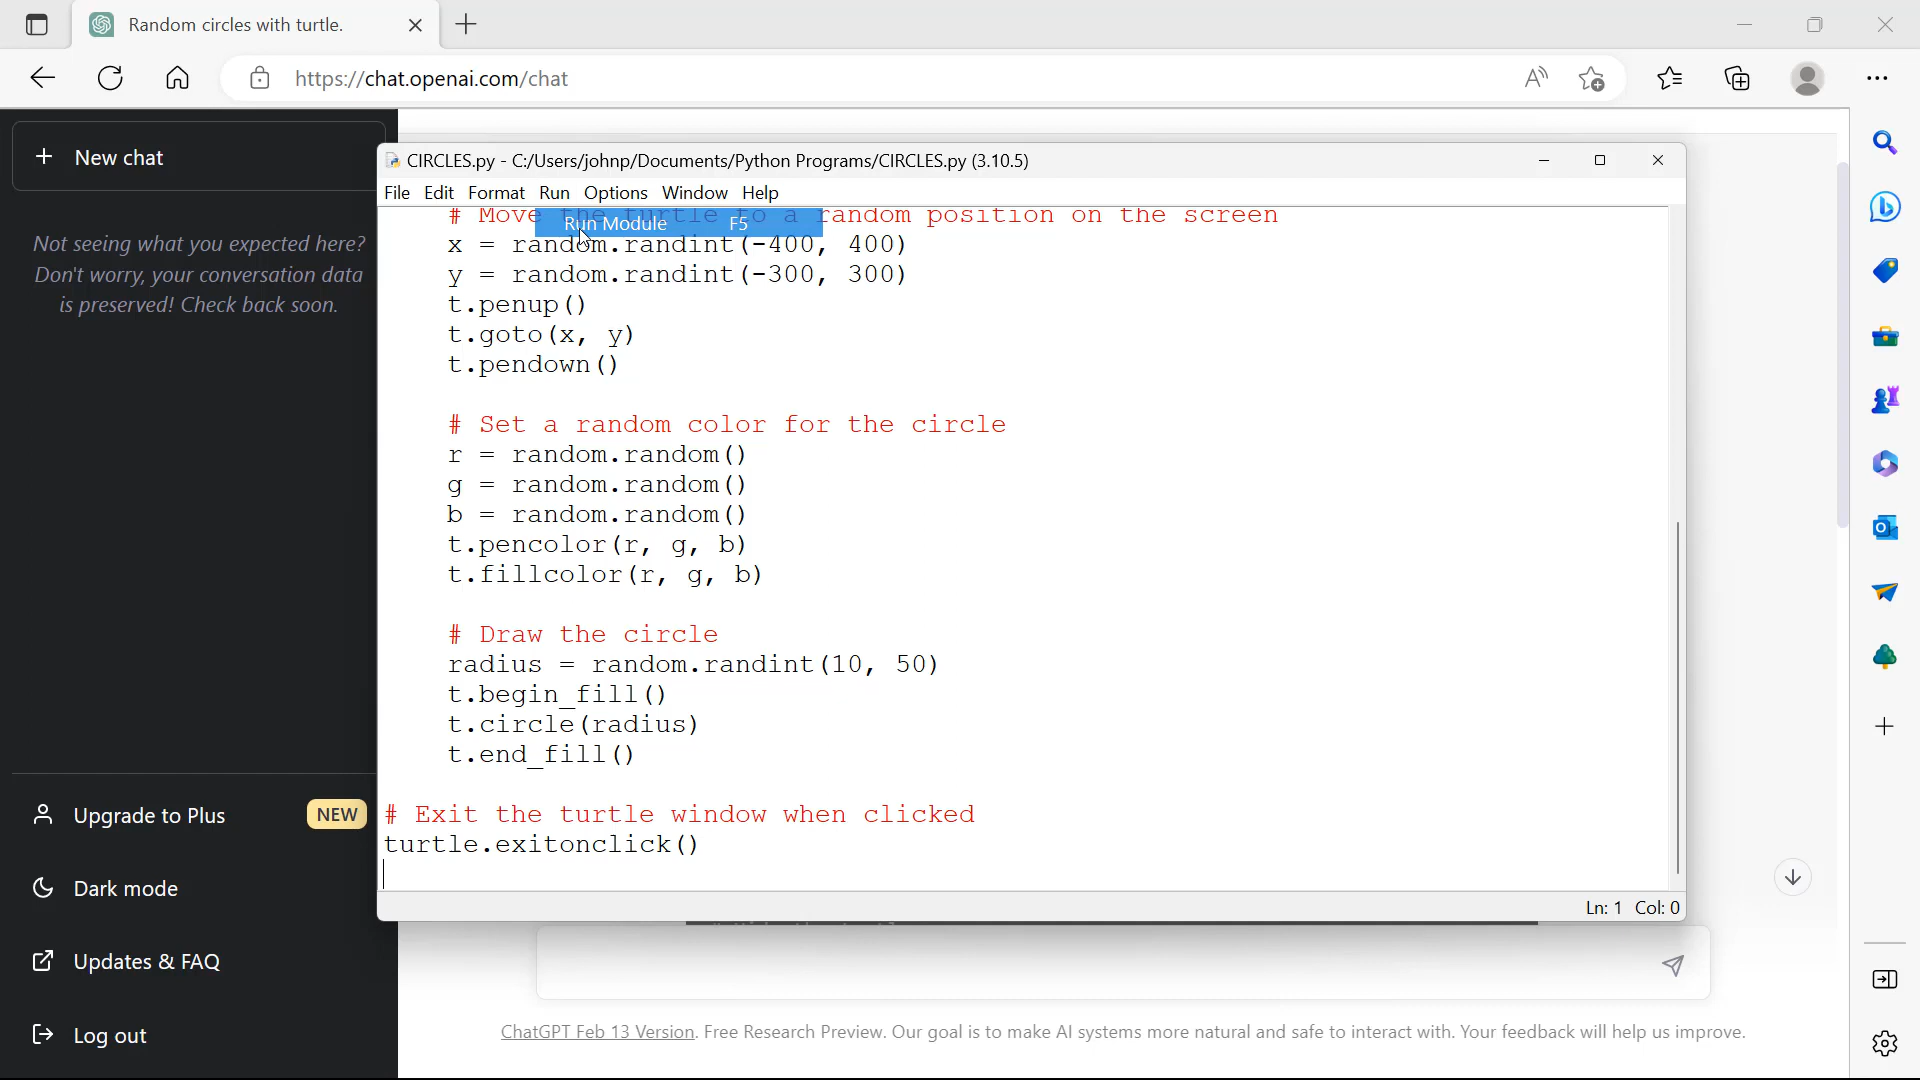 Random circles with turtle.
https://chat.openai.com/chat
New chat
Not seeing what you expected here?
Don't worry, your conversation data
is preserved! Check back soon.
Upgrade to Plus NEW
Dark mode
Updates & FAQ
Log out
CIRCLES.py - C:/Users/johnp/Documents/Python Programs/CIRCLES.py (3.10.5)
File Edit Format Run Options Window Help
Run Module F5
# Move the turtle to a random position on the screen
x = random.randint(-400, 400)
y = random.randint(-300, 300)
t.penup()
t.goto(x, y)
t.pendown()
# Set a random color for the circle
r = random.random()
g = random.random()
b = random.random()
t.pencolor(r, g, b)
t.fillcolor(r, g, b)
# Draw the circle
radius = random.randint(10, 50)
t.begin_fill()
t.circle(radius)
t.end_fill()
# Exit the turtle window when clicked
turtle.exitonclick()
Ln: 1 Col: 0
ChatGPT Feb 13 Version. Free Research Preview. Our goal is to make AI systems more natural and safe to interact with. Your feedback will help us improve.